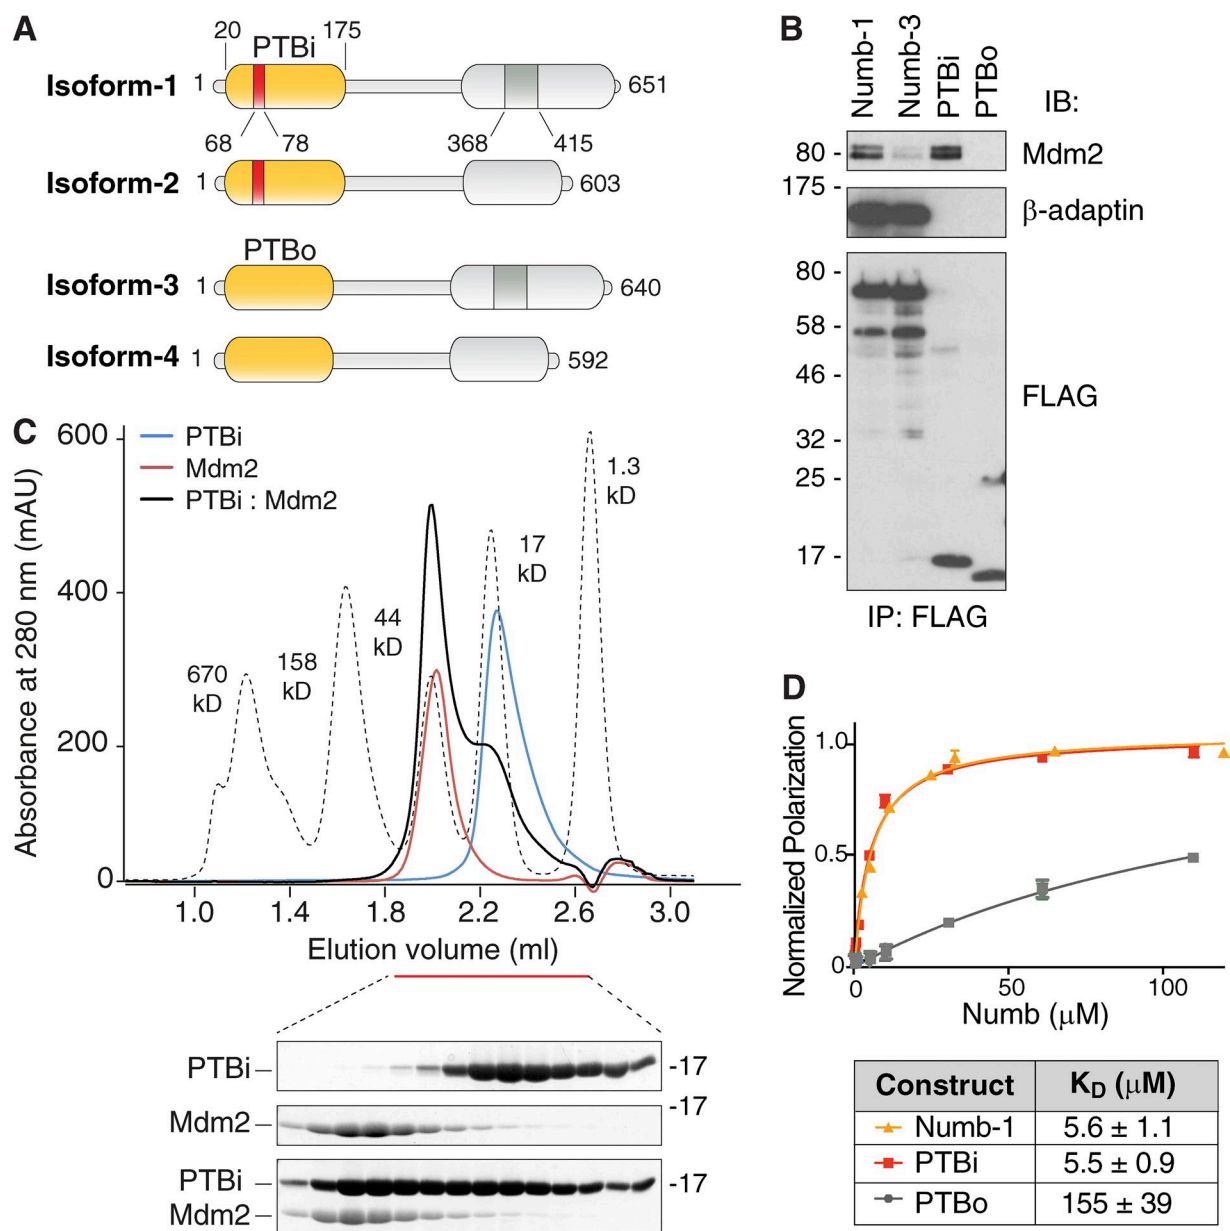 A
20 PTBi 175
Isoform-1 1 651
68 78 368 415
Isoform-2 1 603
PTBo
Isoform-3 1 640
Isoform-4 1 592
B
Numb-1
Numb-3
PTBi
PTBo
IB:
80 - Mdm2
175 -
β-adaptin
80 -
58 -
46 -
FLAG
32 -
25 -
17 -
IP: FLAG
C
Absorbance at 280 nm (mAU)
600
400
200
0
PTBi
Mdm2
PTBi : Mdm2
670
kD
158
kD
44
kD
17
kD
1.3
kD
1.0 1.4 1.8 2.2 2.6 3.0
Elution volume (ml)
PTBi -17
-17
Mdm2
PTBi -17
Mdm2
D
Normalized Polarization
1.0
0.5
0
0 50 100
Numb (μM)
Construct KD (μM)
Numb-1 5.6 ± 1.1
PTBi 5.5 ± 0.9
PTBo 155 ± 39